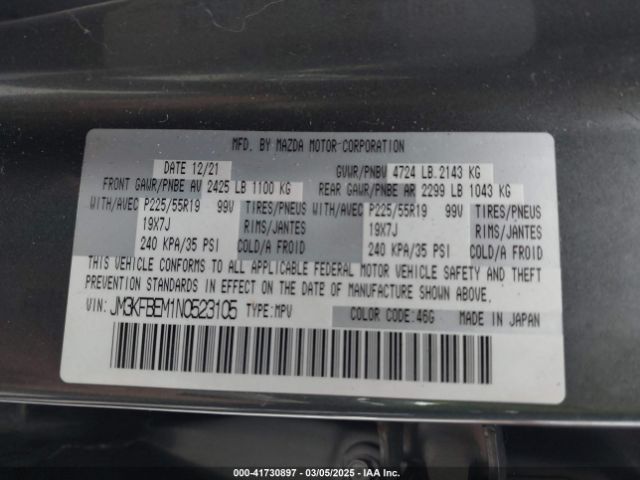 MFD. BY MAZDA MOTOR CORPORATION
DATE 12/21 GVWR/PNBV 4724 LB 2143 KG
FRONT GAWR/PNBE AV 2425 LB 1100 KG REAR GAWR/PNBE AR 2299 LB 1043 KG
WITH/AVEC P225/55R19 99V TIRES/PNEUS WITH/AVEC P225/55R19 99V TIRES/PNEUS
19X7J RIMS/JANTES 19X7J RIMS/JANTES
240 KPA/35 PSI COLD/A FROID 240 KPA/35 PSI COLD/A FROID
THIS VEHICLE CONFORMS TO ALL APPLICABLE FEDERAL MOTOR VEHICLE SAFETY AND THEFT
PREVENTION STANDARDS IN EFFECT ON THE DATE OF MANUFACTURE SHOWN ABOVE.
VIN: JM3KFBEM1N0523105 TYPE:MPV COLOR CODE:46G MADE IN JAPAN
000-41730897 - 03/05/2025 - IAA Inc.